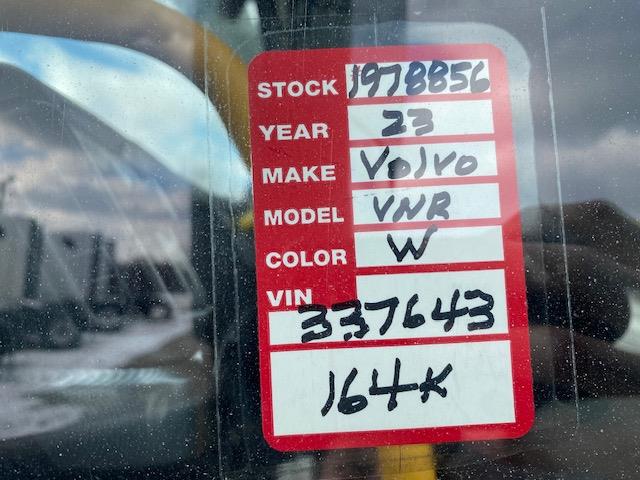 STOCK 1978856
YEAR 23
MAKE Volvo
MODEL VNR
COLOR W
VIN
337643
164K